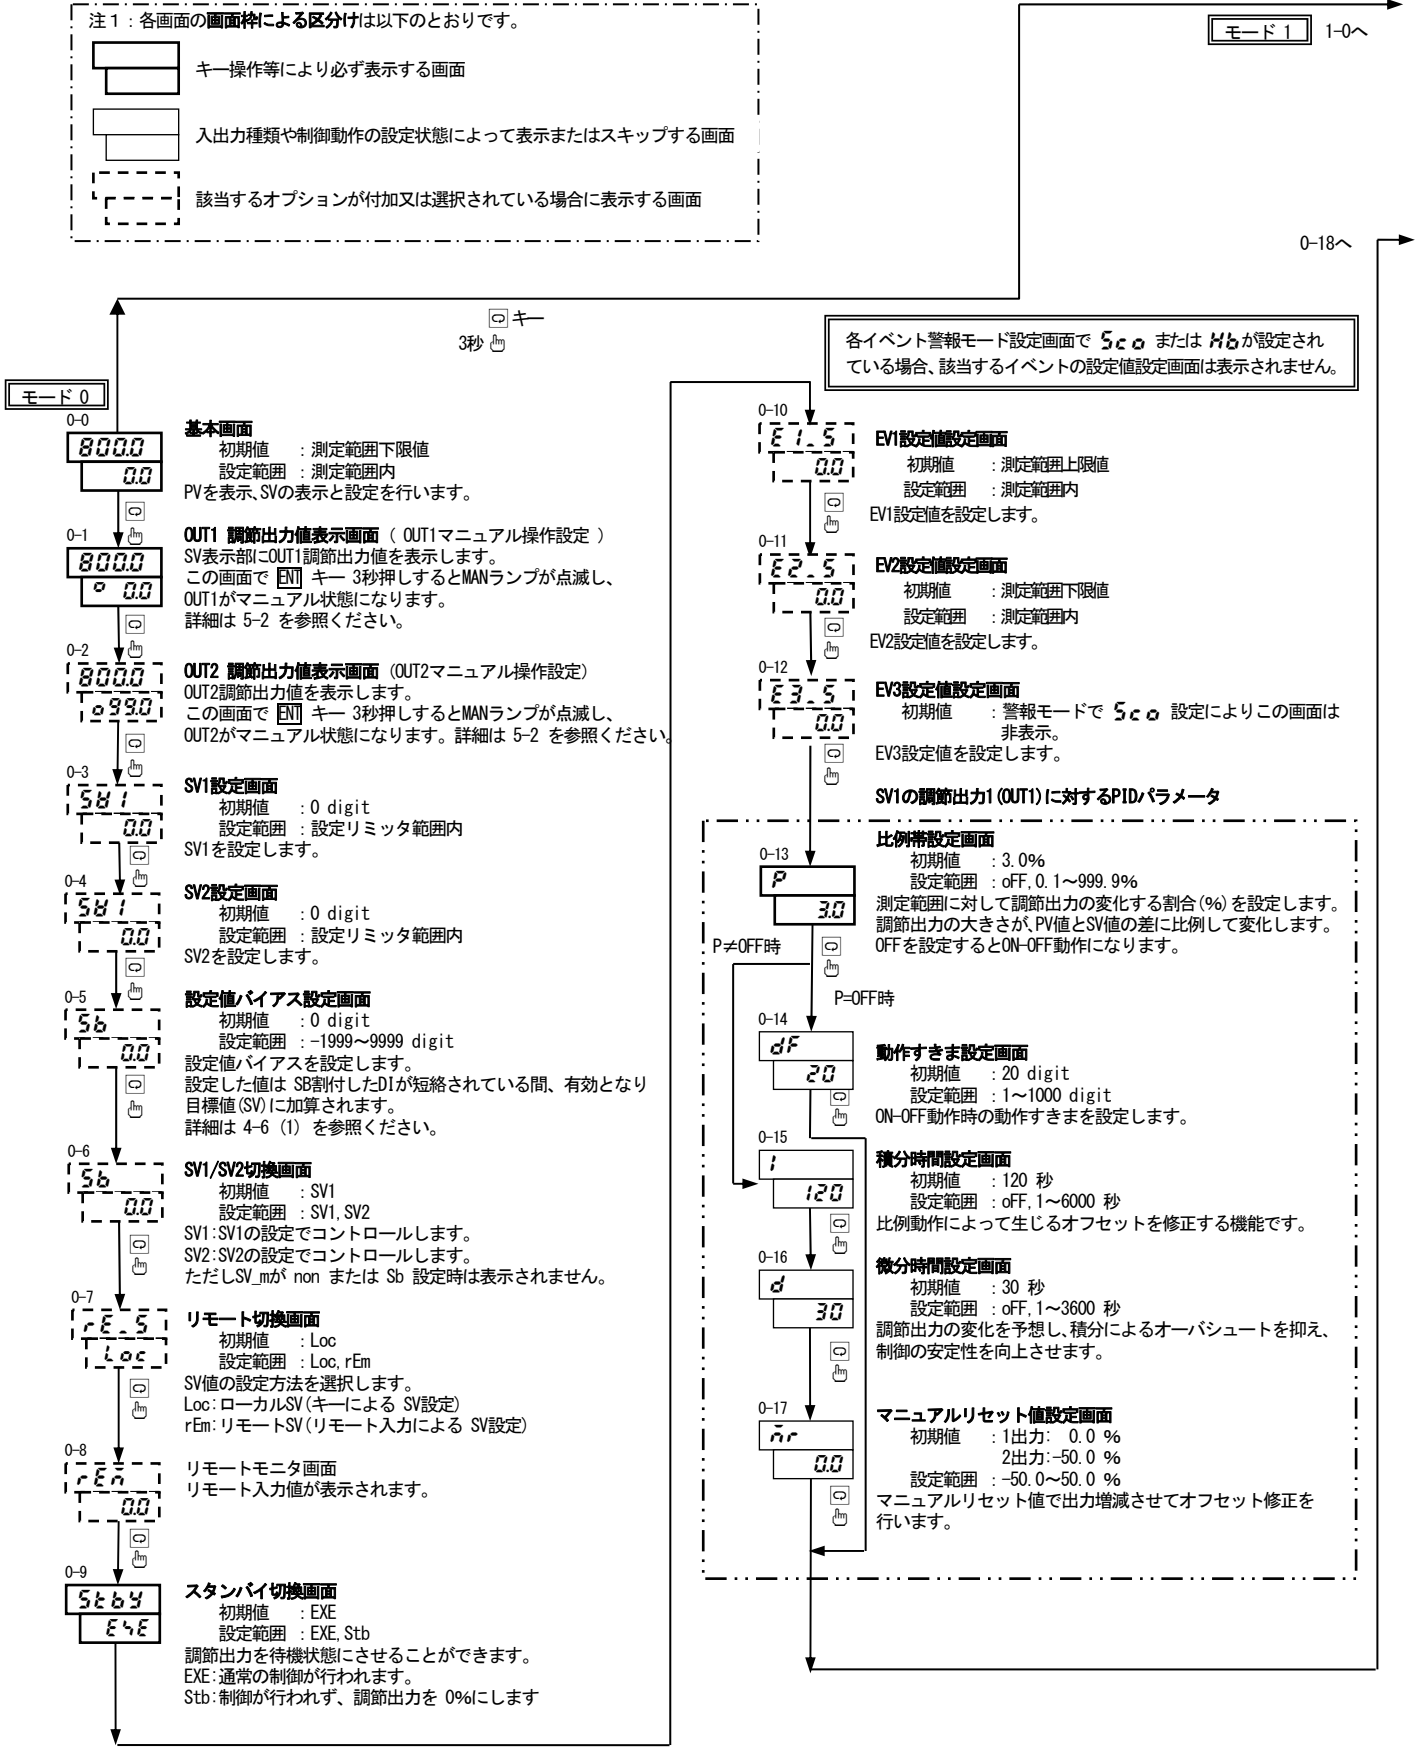 注１：各画面の画面枠による区分けは以下のとおりです。
キー操作等により必ず表示する画面
入出力種類や制御動作の設定状態によって表示またはスキップする画面
該当するオプションが付加又は選択されている場合に表示する画面
モード 1
1-0へ
0-18へ
キー
3秒
各イベント警報モード設定画面で Sco または Hbが設定され
ている場合、該当するイベントの設定値設定画面は表示されません。
モード 0
0-0
800.0
0.0
基本画面
初期値　：測定範囲下限値
設定範囲 ：測定範囲内
PVを表示、SVの表示と設定を行います。
0-1
800.0
o 0.0
OUT1 調節出力値表示画面（ OUT1マニュアル操作設定 ）
SV表示部にOUT1調節出力値を表示します。
この画面で ENT キー 3秒押しするとMANランプが点滅し、
OUT1がマニュアル状態になります。
詳細は 5-2 を参照ください。
0-2
800.0
o99.0
OUT2 調節出力値表示画面（OUT2マニュアル操作設定）
OUT2調節出力値を表示します。
この画面で ENT キー 3秒押しするとMANランプが点滅し、
OUT2がマニュアル状態になります。詳細は 5-2 を参照ください。
0-3
SV1
0.0
SV1設定画面
初期値　：0 digit
設定範囲 ：設定リミッタ範囲内
SV1を設定します。
0-4
SV1
0.0
SV2設定画面
初期値　：0 digit
設定範囲 ：設定リミッタ範囲内
SV2を設定します。
0-5
Sb
0.0
設定値バイアス設定画面
初期値　：0 digit
設定範囲 ：-1999～9999 digit
設定値バイアスを設定します。
設定した値は SB割付したDIが短絡されている間、有効となり
目標値(SV)に加算されます。
詳細は 4-6 (1) を参照ください。
0-6
Sb
0.0
SV1/SV2切換画面
初期値　：SV1
設定範囲 ：SV1,SV2
SV1:SV1の設定でコントロールします。
SV2:SV2の設定でコントロールします。
ただしSV_mが non または Sb 設定時は表示されません。
0-7
rE_S
Loc
リモート切換画面
初期値　：Loc
設定範囲 ：Loc,rEm
SV値の設定方法を選択します。
Loc:ローカルSV(キーによる SV設定)
rEm:リモートSV(リモート入力による SV設定)
0-8
rEm
0.0
リモートモニタ画面
リモート入力値が表示されます。
0-9
Stby
EXE
スタンバイ切換画面
初期値　：EXE
設定範囲 ：EXE,Stb
調節出力を待機状態にさせることができます。
EXE:通常の制御が行われます。
Stb:制御が行われず、調節出力を 0%にします
0-10
E1_S
0.0
EV1設定値設定画面
初期値　：測定範囲上限値
設定範囲 ：測定範囲内
EV1設定値を設定します。
0-11
E2_S
0.0
EV2設定値設定画面
初期値　：測定範囲下限値
設定範囲 ：測定範囲内
EV2設定値を設定します。
0-12
E3_S
0.0
EV3設定値設定画面
初期値　：警報モードで Sco 設定によりこの画面は
非表示。
EV3設定値を設定します。
SV1の調節出力1(OUT1)に対するPIDパラメータ
0-13
P
3.0
比例帯設定画面
初期値　：3.0%
設定範囲 ：oFF,0.1～999.9%
測定範囲に対して調節出力の変化する割合(%)を設定します。
調節出力の大きさが、PV値とSV値の差に比例して変化します。
OFFを設定するとON-OFF動作になります。
P≠OFF時
P=OFF時
0-14
dF
20
動作すきま設定画面
初期値　：20 digit
設定範囲 ：1～1000 digit
ON-OFF動作時の動作すきまを設定します。
0-15
I
120
積分時間設定画面
初期値　：120 秒
設定範囲 ：oFF,1～6000 秒
比例動作によって生じるオフセットを修正する機能です。
0-16
d
30
微分時間設定画面
初期値　：30 秒
設定範囲 ：oFF,1～3600 秒
調節出力の変化を予想し、積分によるオーバシュートを抑え、
制御の安定性を向上させます。
0-17
mr
0.0
マニュアルリセット値設定画面
初期値　：1出力: 0.0 %
2出力:-50.0 %
設定範囲 ：-50.0～50.0 %
マニュアルリセット値で出力増減させてオフセット修正を
行います。